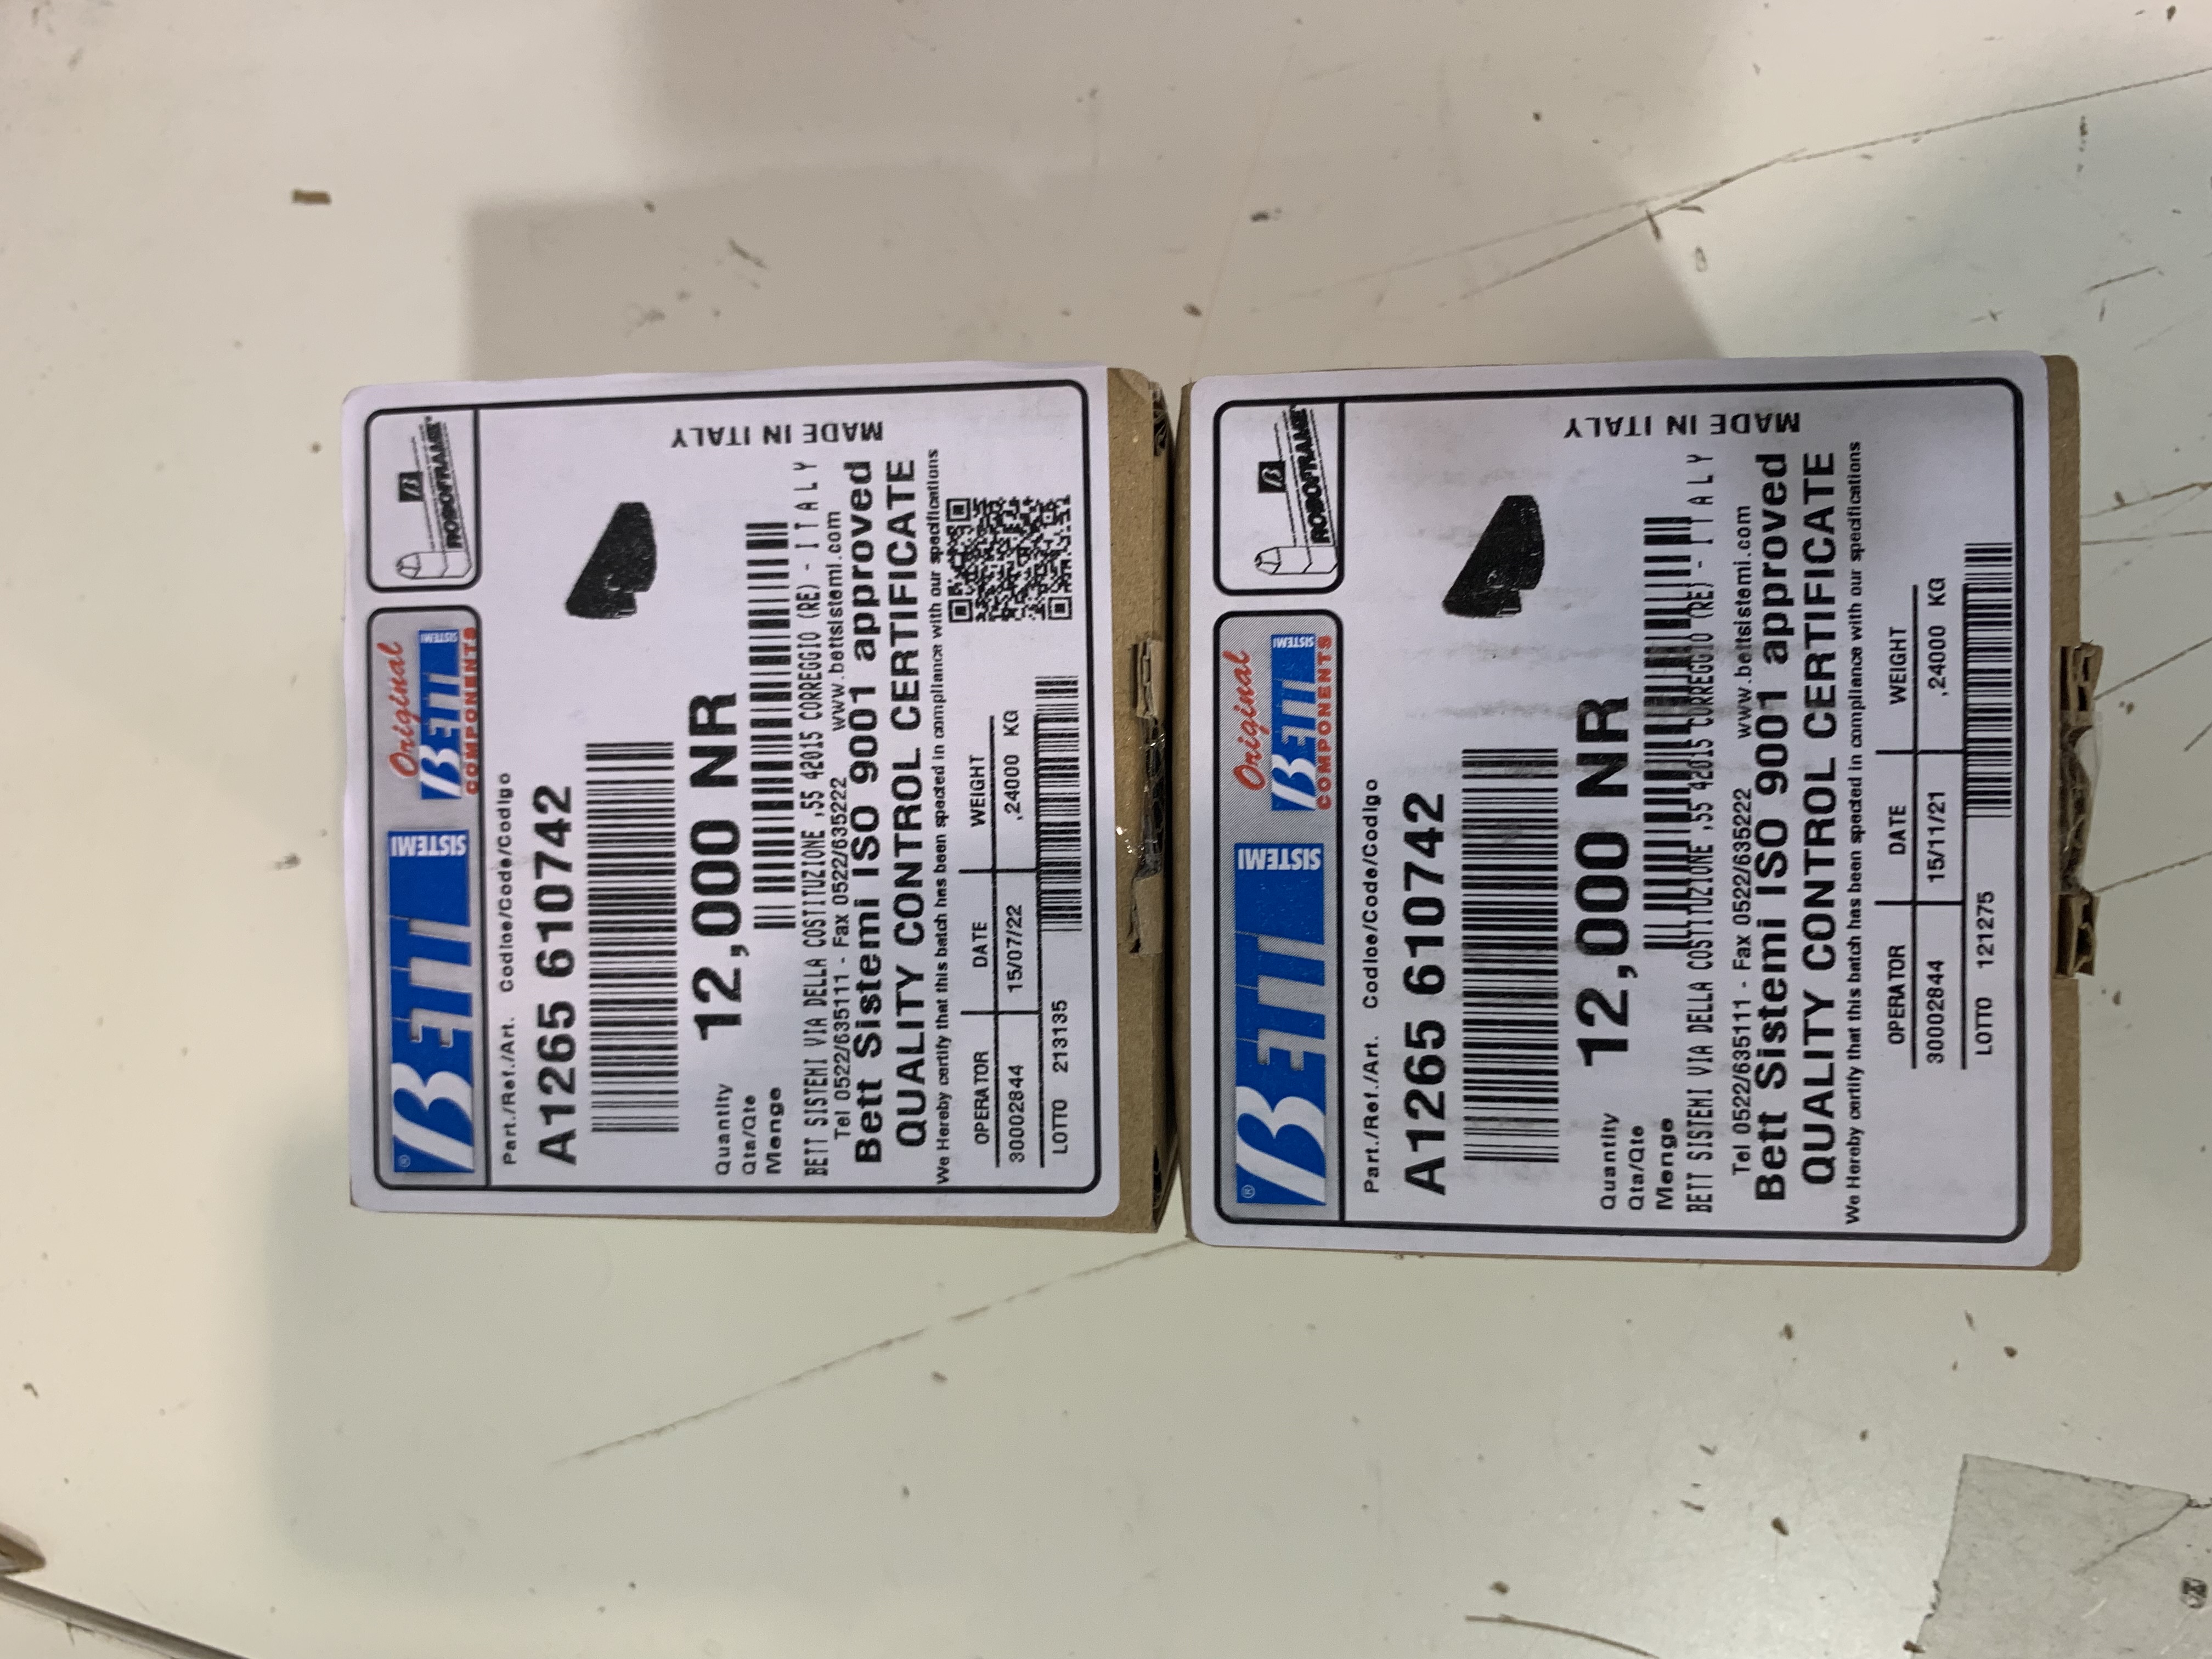 BETT SISTEMI ®
Original
BETT SISTEMI
COMPONENTS
B
ROBOFRAME
Part./Ref./Art. Codloe/Code/Codigo
A1265 610742
Quantity
Qta/Qte
Menge
12,000 NR
MADE IN ITALY
BETT SISTEMI VIA DELLA COSTITUZIONE ,55 42015 CORREGGIO (RE) - ITALY
Tel 0522/635111 - Fax 0522/635222 www.bettsistemi.com
Bett Sistemi ISO 9001 approved
QUALITY CONTROL CERTIFICATE
We Hereby certify that this batch has been spected in compliance with our specifications
OPERATOR DATE WEIGHT
30002844 15/07/22 ,24000 KG
LOTTO 213135
BETT SISTEMI ®
Original
BETT SISTEMI
COMPONENTS
B
ROBOFRAME
Part./Ref./Art. Codloe/Code/Codigo
A1265 610742
Quantity
Qta/Qte
Menge
12,000 NR
MADE IN ITALY
BETT SISTEMI VIA DELLA COSTITUZIONE ,55 42015 CORREGGIO (RE) - ITALY
Tel 0522/635111 - Fax 0522/635222 www.bettsistemi.com
Bett Sistemi ISO 9001 approved
QUALITY CONTROL CERTIFICATE
We Hereby certify that this batch has been spected in compliance with our specifications
OPERATOR DATE WEIGHT
30002844 15/11/21 ,24000 KG
LOTTO 121275